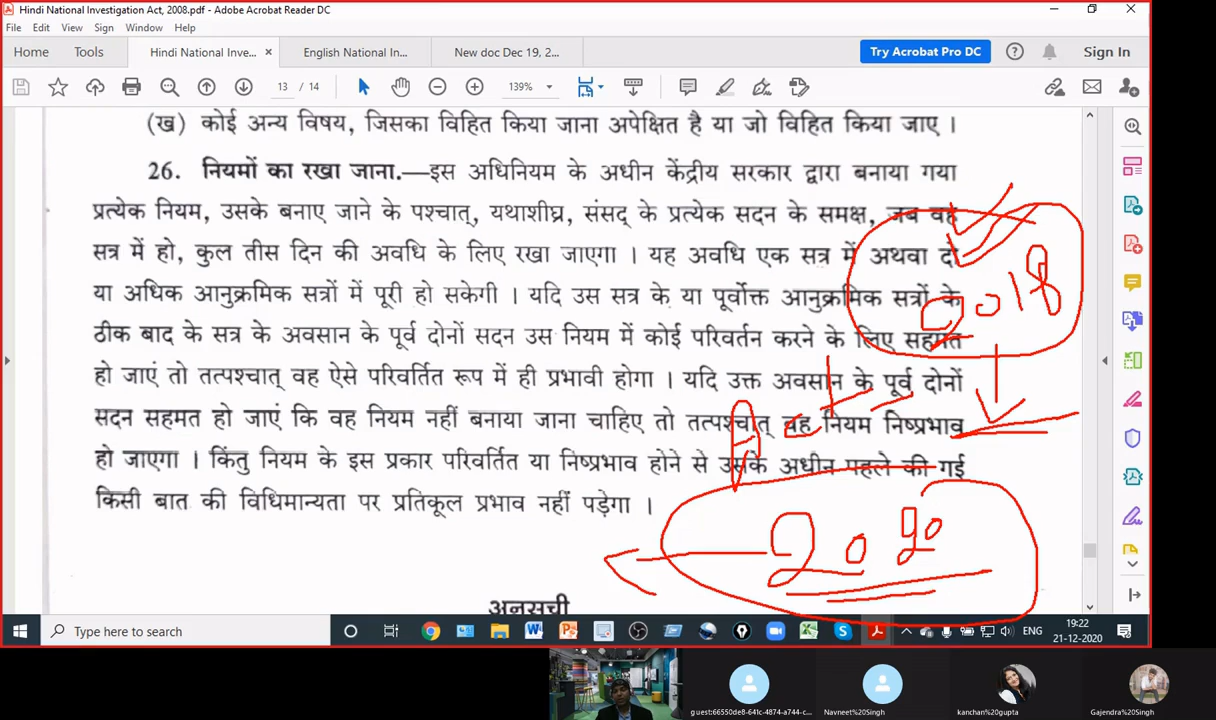 Hindi National Investigation Act, 2008.pdf - Adobe Acrobat Reader DC
File Edit View Sign Window Help
Home Tools Hindi National Inve... × English National In... New doc Dec 19, 2... Try Acrobat Pro DC Sign In
13 / 14 139%
(ख) कोई अन्य विषय, जिसका विहित किया जाना अपेक्षित है या जो विहित किया जाए ।
26. नियमों का रखा जाना.—इस अधिनियम के अधीन केंद्रीय सरकार द्वारा बनाया गया
प्रत्येक नियम, उसके बनाए जाने के पश्चात्, यथाशीघ्र, संसद् के प्रत्येक सदन के समक्ष, जब वह
सत्र में हो, कुल तीस दिन की अवधि के लिए रखा जाएगा । यह अवधि एक सत्र में अथवा दो
या अधिक आनुक्रमिक सत्रों में पूरी हो सकेगी । यदि उस सत्र के या पूर्वोक्त आनुक्रमिक सत्रों के
2018
ठीक बाद के सत्र के अवसान के पूर्व दोनों सदन उस नियम में कोई परिवर्तन करने के लिए सहमत
हो जाएं तो तत्पश्चात् वह ऐसे परिवर्तित रूप में ही प्रभावी होगा । यदि उक्त अवसान के पूर्व दोनों
सदन सहमत हो जाएं कि वह नियम नहीं बनाया जाना चाहिए तो तत्पश्चात् वह नियम निष्प्रभाव
हो जाएगा । किंतु नियम के इस प्रकार परिवर्तित या निष्प्रभाव होने से उसके अधीन पहले की गई
किसी बात की विधिमान्यता पर प्रतिकूल प्रभाव नहीं पड़ेगा ।
2020
अनुसूची
Type here to search ENG 19:22
21-12-2020
guest:66550de8-641c-4874-a744-c... Navneet%20Singh kanchan%20gupta Gajendra%20Singh